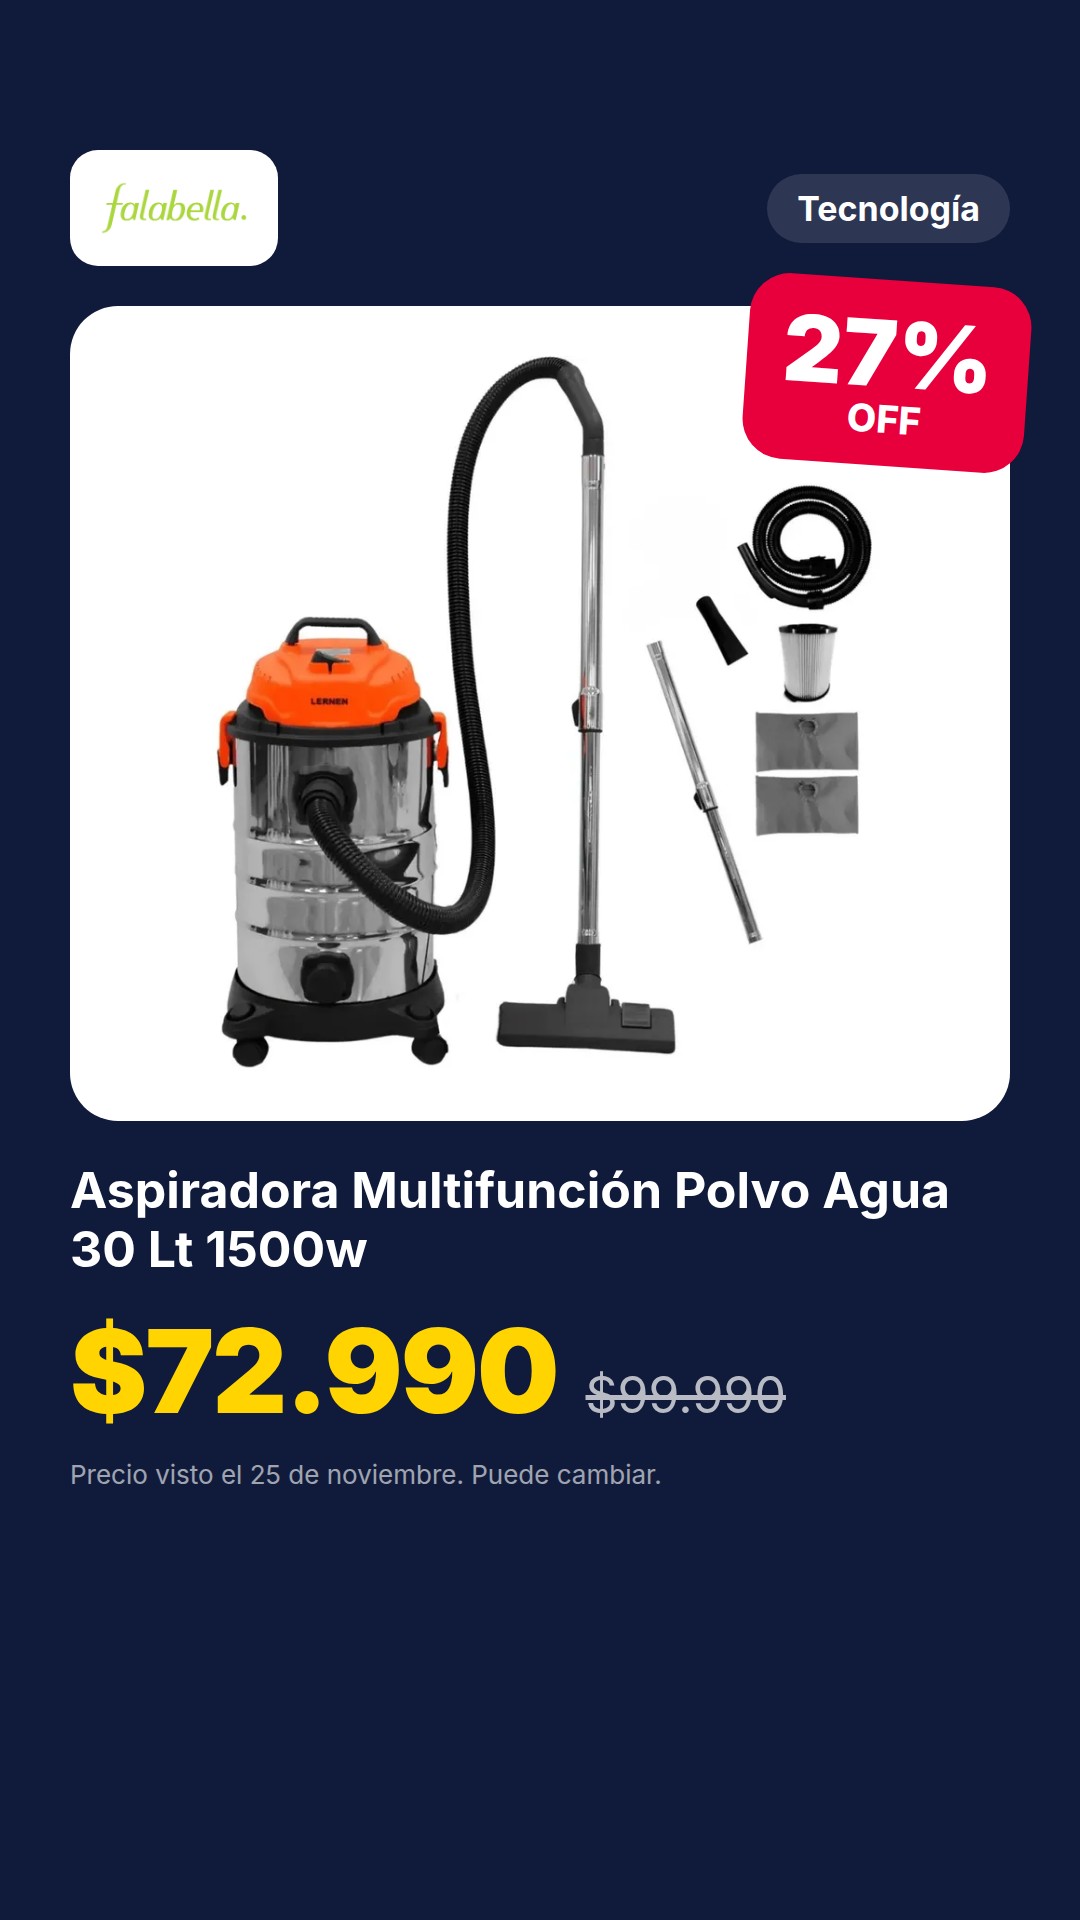 falabella.
Tecnología
27%
OFF
LERNEN
Aspiradora Multifunción Polvo Agua
30 Lt 1500w
$72.990 $99.990
Precio visto el 25 de noviembre. Puede cambiar.